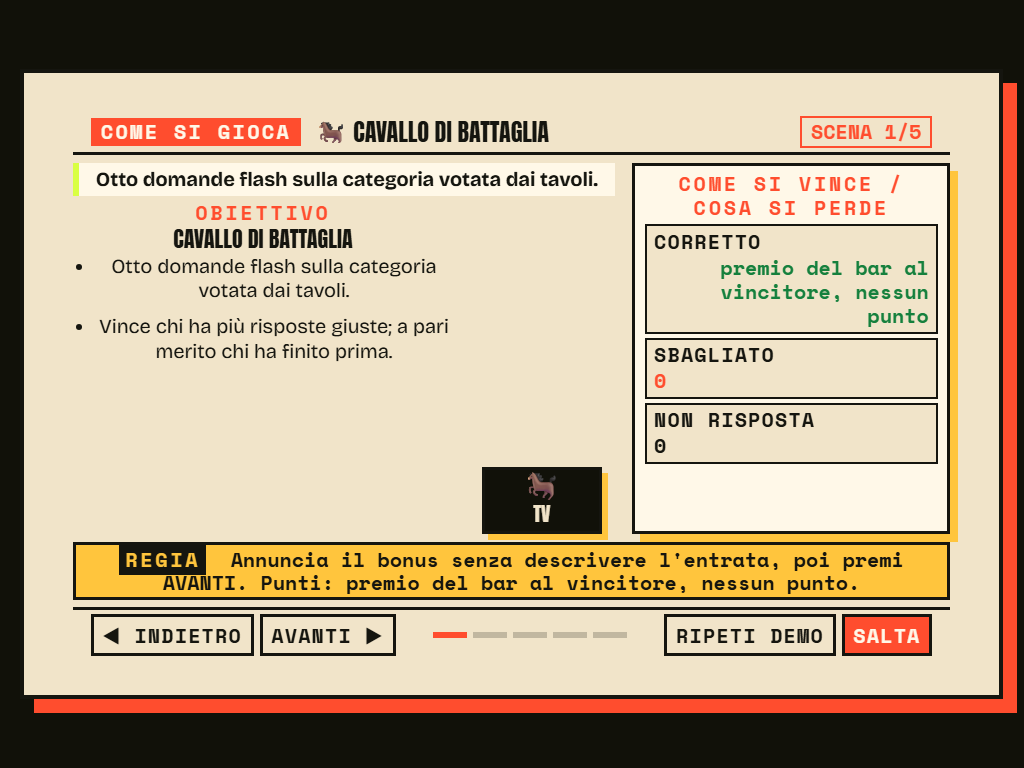 COME SI GIOCA
CAVALLO DI BATTAGLIA
SCENA 1/5
Otto domande flash sulla categoria votata dai tavoli.
OBIETTIVO
CAVALLO DI BATTAGLIA
• Otto domande flash sulla categoria
votata dai tavoli.
• Vince chi ha più risposte giuste; a pari
merito chi ha finito prima.
TV
COME SI VINCE /
COSA SI PERDE
CORRETTO
premio del bar al
vincitore, nessun
punto
SBAGLIATO
0
NON RISPOSTA
0
REGIA Annuncia il bonus senza descrivere l'entrata, poi premi
AVANTI. Punti: premio del bar al vincitore, nessun punto.
◀ INDIETRO
AVANTI ▶
RIPETI DEMO
SALTA